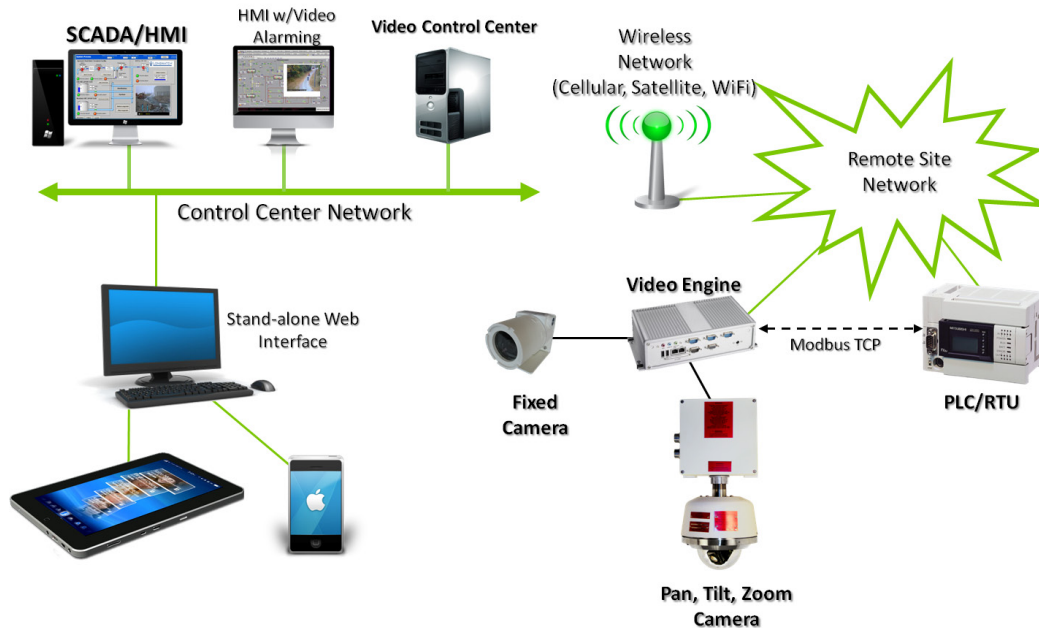 SCADA/HMI
HMI w/Video
Alarming
Video Control Center
Wireless
Network
(Cellular, Satellite, WiFi)
Remote Site
Network
Control Center Network
Video Engine
Stand-alone Web
Interface
Modbus TCP
Fixed
Camera
PLC/RTU
Pan, Tilt, Zoom
Camera